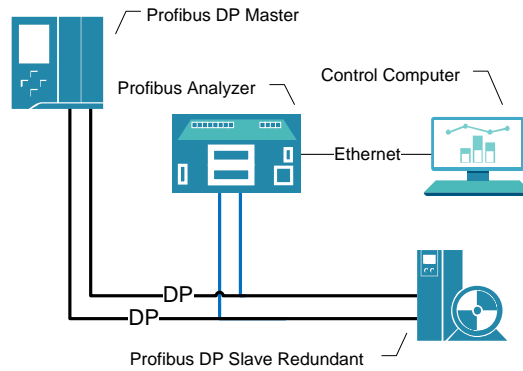 Profibus DP Master
Profibus Analyzer
Control Computer
Ethernet
DP
DP
Profibus DP Slave Redundant